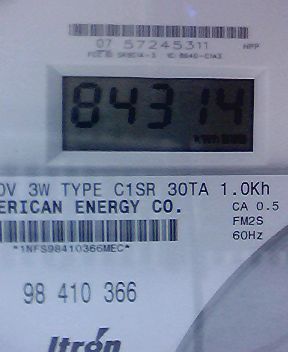 07 57245311
84314
kWh
0V 3W TYPE C1SR 30TA 1.0Kh
ERICAN ENERGY CO.
CA 0.5
FM2S
60Hz
*1NFS98410366MEC*
98 410 366
Itron